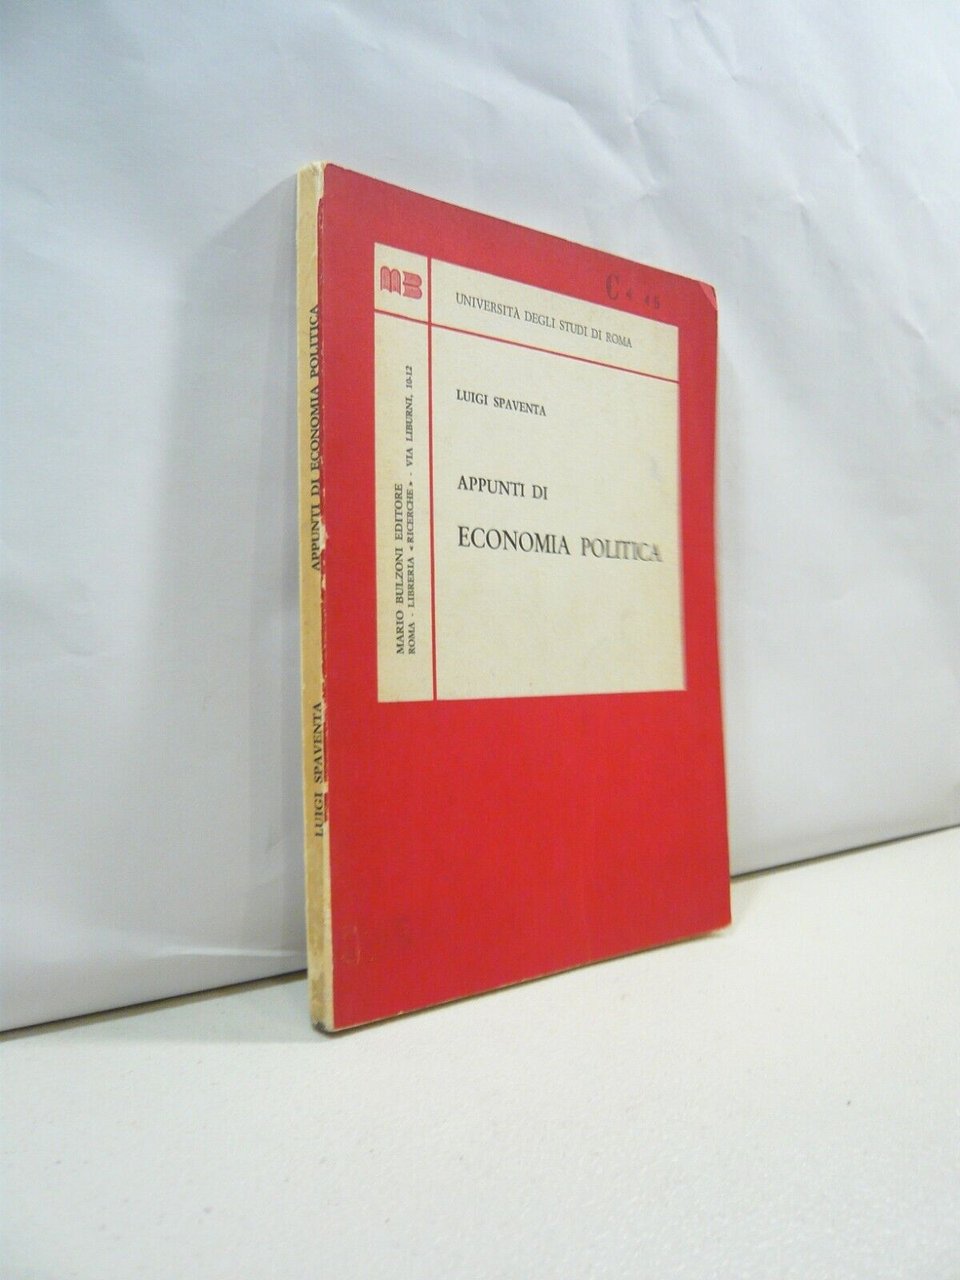 UNIVERSITÀ DEGLI STUDI DI ROMA
LUIGI SPAVENTA
APPUNTI DI
ECONOMIA POLITICA
MARIO BULZONI EDITORE
ROMA - LIBRERIA « RICERCHE » - VIA LIBURNI, 10-12
LUIGI SPAVENTA APPUNTI DI ECONOMIA POLITICA